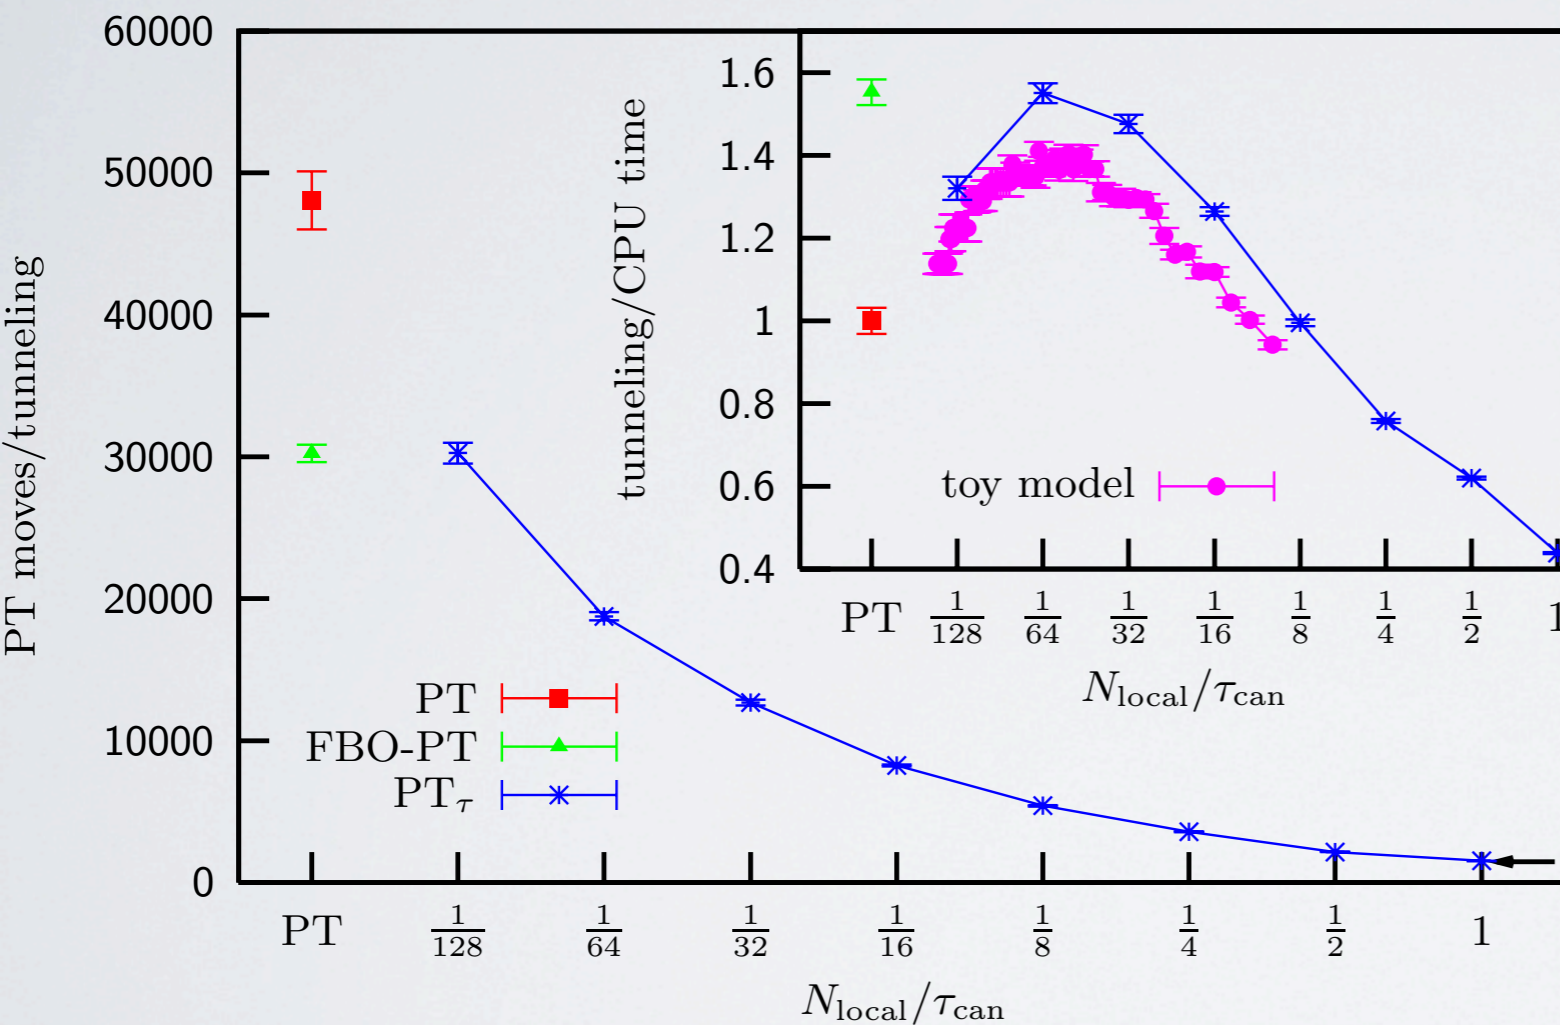 60000
50000
40000
30000
20000
10000
0
PT moves/tunneling
PT
FBO-PT
PTτ
PT 1/128 1/64 1/32 1/16 1/8 1/4 1/2 1
N_local/τ_can
1.6
1.4
1.2
1
0.8
0.6
0.4
tunneling/CPU time
toy model
PT 1/128 1/64 1/32 1/16 1/8 1/4 1/2 1
N_local/τ_can